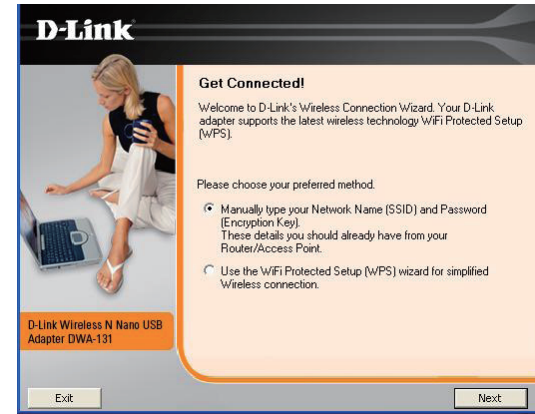 D-Link
Get Connected!
Welcome to D-Link's Wireless Connection Wizard. Your D-Link
adapter supports the latest wireless technology WiFi Protected Setup
(WPS).
Please choose your preferred method.
Manually type your Network Name (SSID) and Password
(Encryption Key).
These details you should already have from your
Router/Access Point.
Use the WiFi Protected Setup (WPS) wizard for simplified
Wireless connection.
D-Link Wireless N Nano USB
Adapter DWA-131
Exit
Next